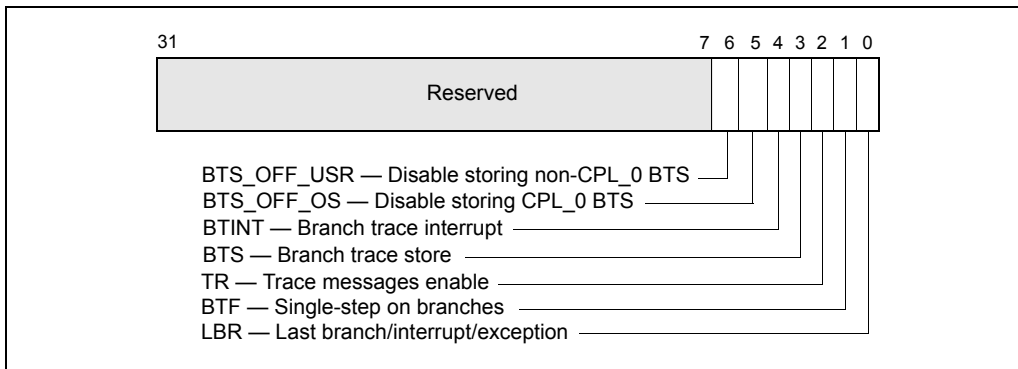 31 7 6 5 4 3 2 1 0
Reserved
BTS_OFF_USR — Disable storing non-CPL_0 BTS
BTS_OFF_OS — Disable storing CPL_0 BTS
BTINT — Branch trace interrupt
BTS — Branch trace store
TR — Trace messages enable
BTF — Single-step on branches
LBR — Last branch/interrupt/exception